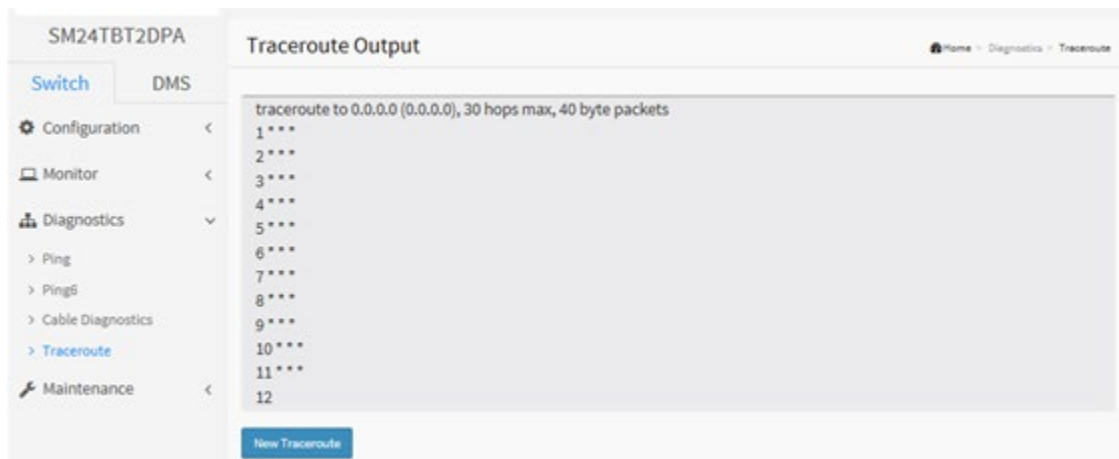 SM24TBT2DPA
Switch DMS
Configuration
Monitor
Diagnostics
Ping
Ping6
Cable Diagnostics
Traceroute
Maintenance
Traceroute Output
Home > Diagnostics > Traceroute
traceroute to 0.0.0.0 (0.0.0.0), 30 hops max, 40 byte packets
1 * * *
2 * * *
3 * * *
4 * * *
5 * * *
6 * * *
7 * * *
8 * * *
9 * * *
10 * * *
11 * * *
12
New Traceroute